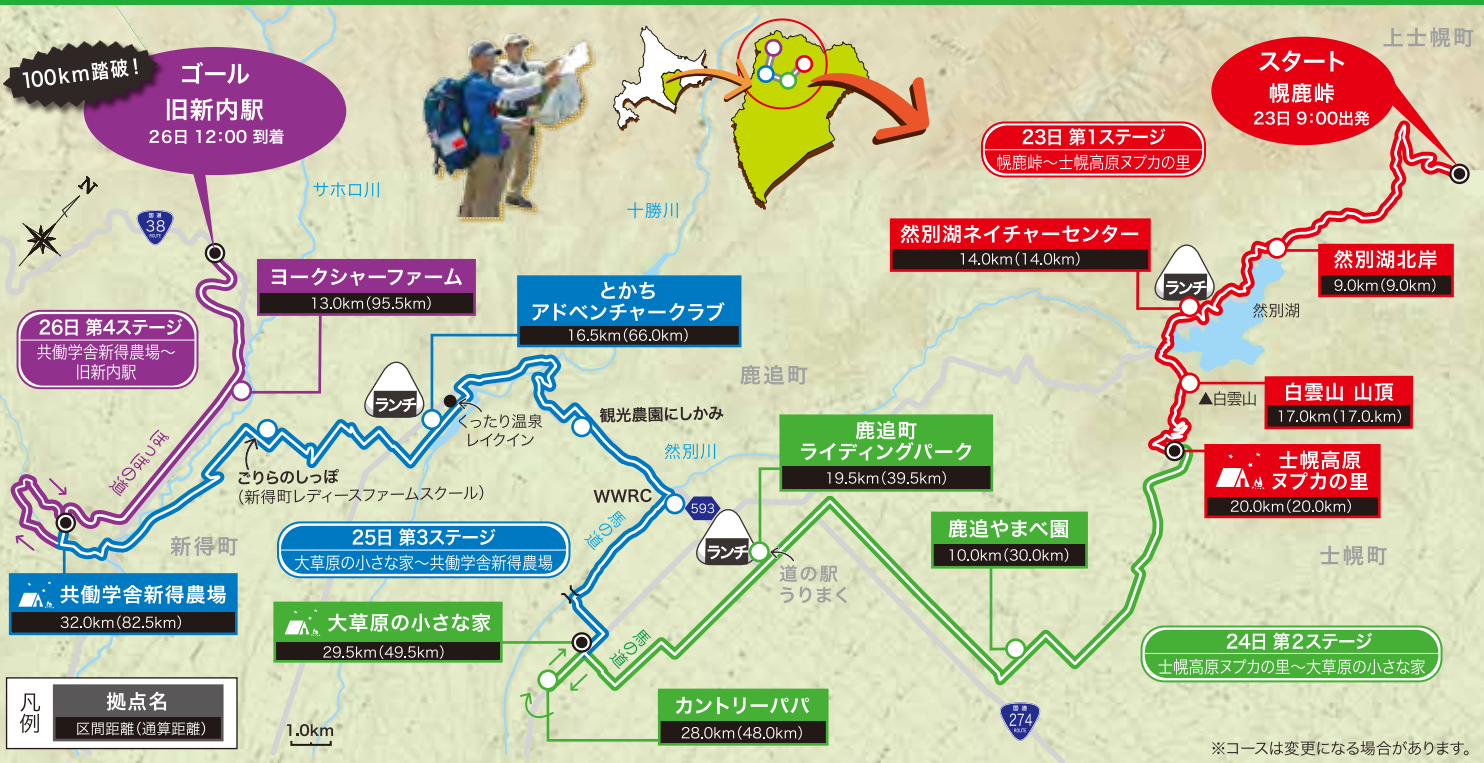 100km踏破！
ゴール
旧新内駅
26日 12:00 到着
上士幌町
スタート
幌鹿峠
23日 9:00出発
23日 第1ステージ
幌鹿峠～士幌高原ヌプカの里
N
国道
38
ROUTE
サホロ川
十勝川
然別湖ネイチャーセンター
14.0km(14.0km)
ランチ
然別湖北岸
9.0km(9.0km)
然別湖
ヨークシャーファーム
13.0km(95.5km)
とかち
アドベンチャークラブ
16.5km(66.0km)
26日 第4ステージ
共働学舎新得農場～
旧新内駅
鹿追町
▲白雲山
白雲山 山頂
17.0km(17.0.km)
ランチ
くったり温泉
レイクイン
観光農園にしかみ
然別川
鹿追町
ライディングパーク
19.5km(39.5km)
士幌高原
ヌプカの里
20.0km(20.0km)
ぽっぽの道
ごりらのしっぽ
(新得町レディースファームスクール)
WWRC
593
馬の道
ランチ
道の駅
うりまく
鹿追やまべ園
10.0km(30.0km)
士幌町
新得町
25日 第3ステージ
大草原の小さな家～共働学舎新得農場
共働学舎新得農場
32.0km(82.5km)
大草原の小さな家
29.5km(49.5km)
馬の道
24日 第2ステージ
士幌高原ヌプカの里～大草原の小さな家
カントリーパパ
28.0km(48.0km)
国道
274
ROUTE
凡例
拠点名
区間距離(通算距離)
1.0km
※コースは変更になる場合があります。